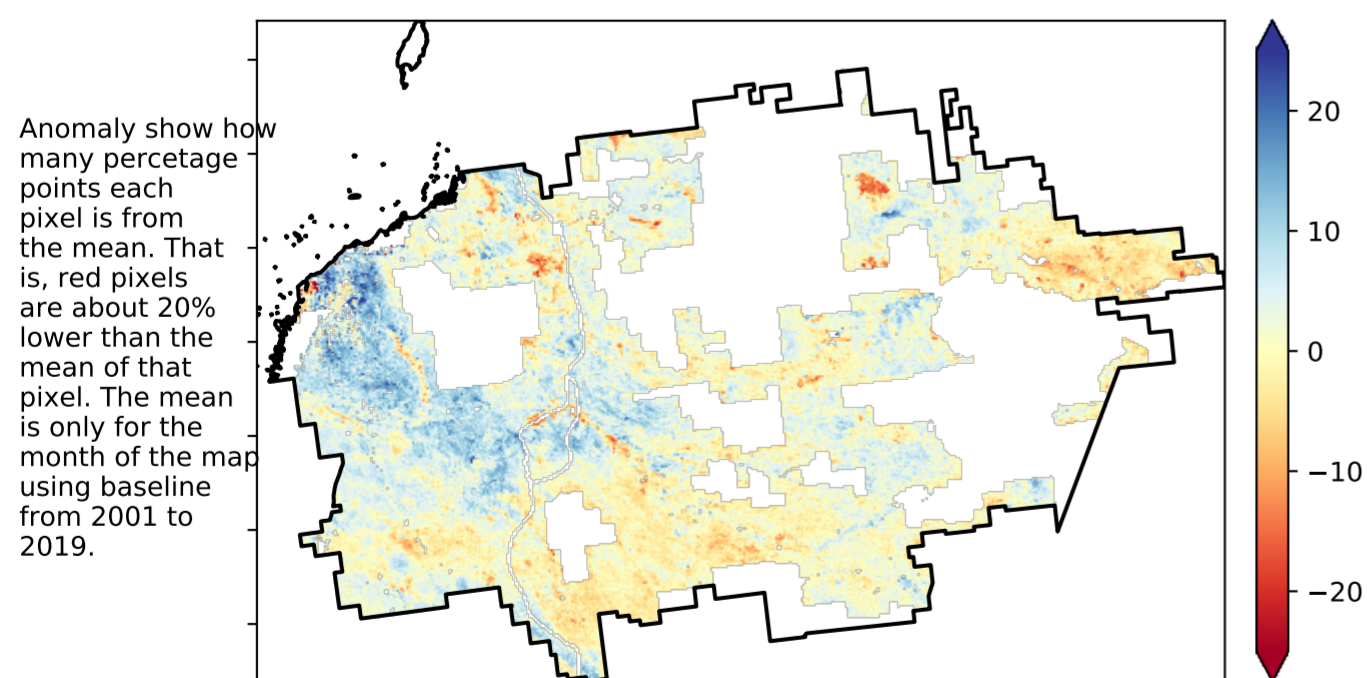 Anomaly show how
many percetage
points each
pixel is from
the mean. That
is, red pixels
are about 20%
lower than the
mean of that
pixel. The mean
is only for the
month of the map
using baseline
from 2001 to
2019.
20
10
0
−10
−20